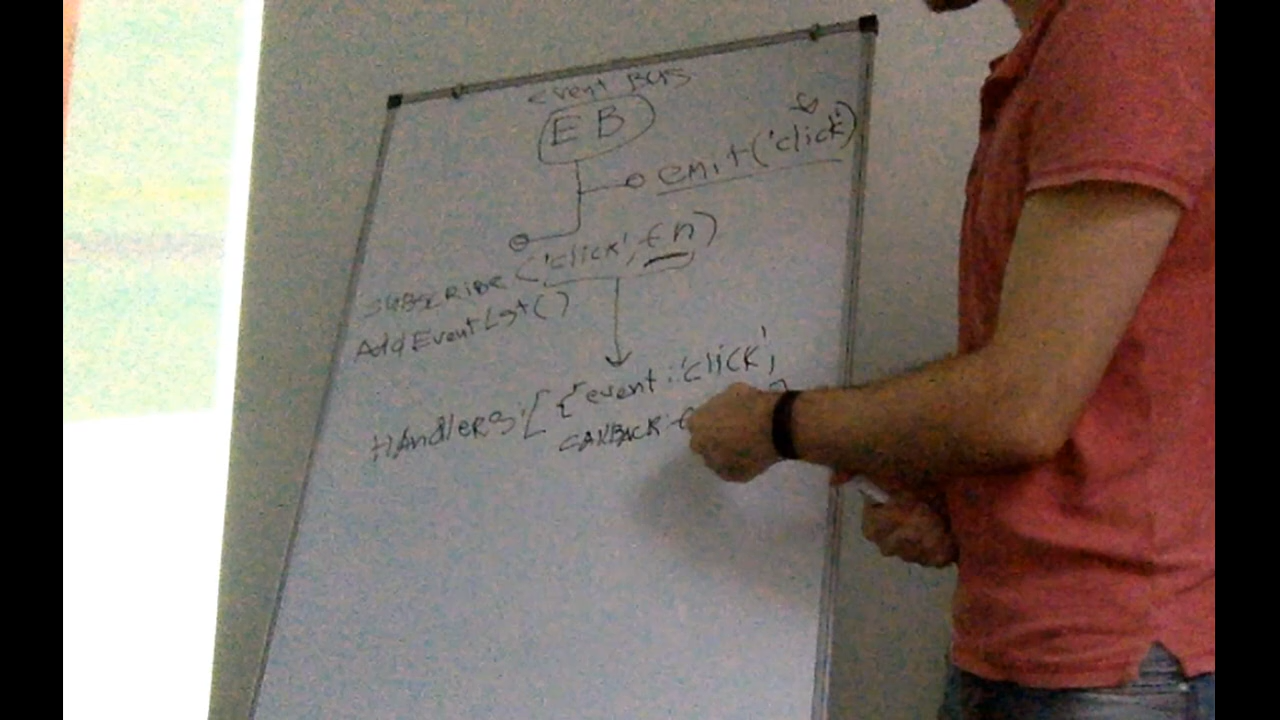 Event Bus
EB
emit('click')
SUBSCRIBE ('click', fn)
AddEventLst()
HAndlers: [ { event : 'click',
CALLBACK: f